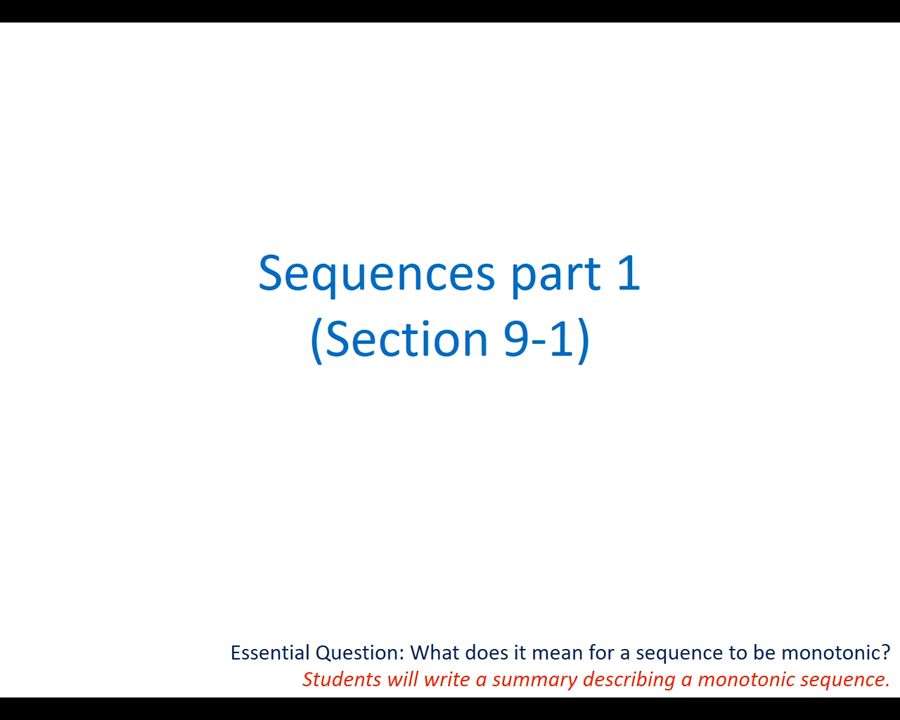 Sequences part 1
(Section 9-1)
Essential Question: What does it mean for a sequence to be monotonic?
Students will write a summary describing a monotonic sequence.